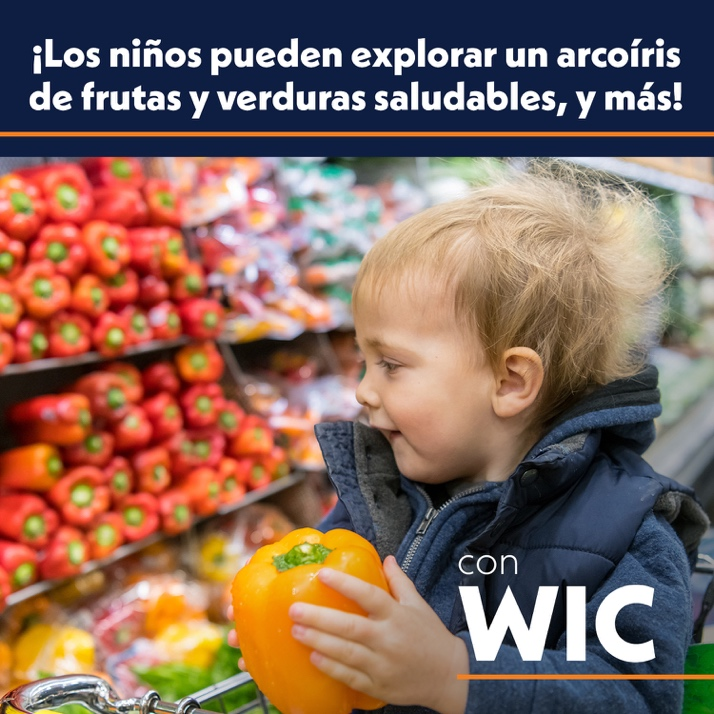 ¡Los niños pueden explorar un arcoíris
de frutas y verduras saludables, y más!
con
WIC